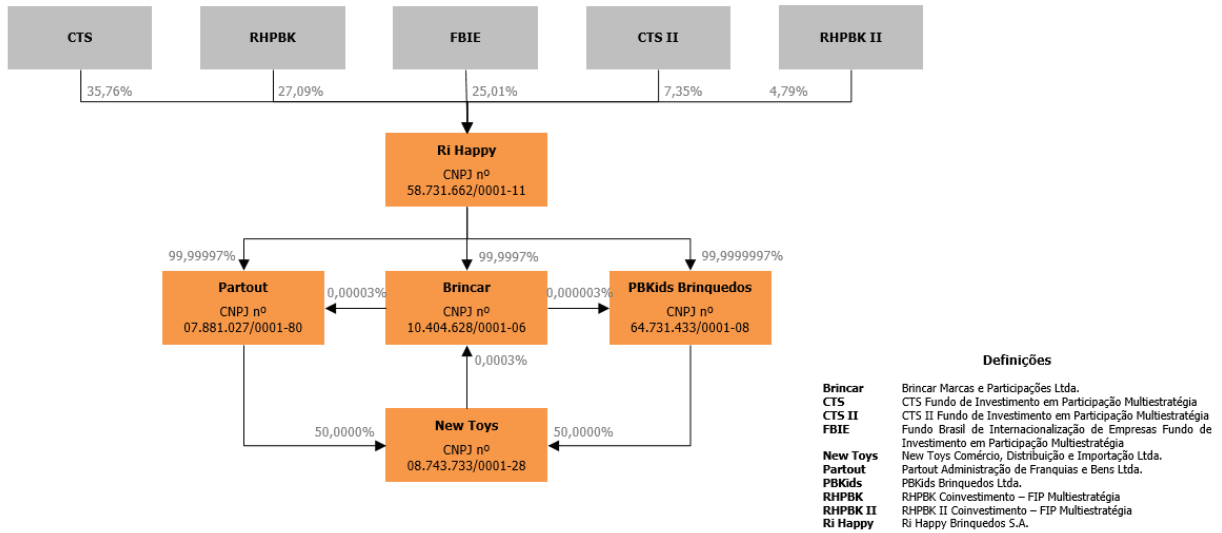 CTS
RHPBK
FBIE
CTS II
RHPBK II
35,76%
27,09%
25,01%
7,35%
4,79%
Ri Happy
CNPJ nº
58.731.662/0001-11
99,99997%
99,9997%
99,9999997%
Partout
CNPJ nº
07.881.027/0001-80
0,00003%
Brincar
CNPJ nº
10.404.628/0001-06
0,000003%
PBKids Brinquedos
CNPJ nº
64.731.433/0001-08
0,0003%
50,0000%
New Toys
CNPJ nº
08.743.733/0001-28
50,0000%
Definições
Brincar Brincar Marcas e Participações Ltda.
CTS CTS Fundo de Investimento em Participação Multiestratégia
CTS II CTS II Fundo de Investimento em Participação Multiestratégia
FBIE Fundo Brasil de Internacionalização de Empresas Fundo de
Investimento em Participação Multiestratégia
New Toys New Toys Comércio, Distribuição e Importação Ltda.
Partout Partout Administração de Franquias e Bens Ltda.
PBKids PBKids Brinquedos Ltda.
RHPBK RHPBK Coinvestimento – FIP Multiestratégia
RHPBK II RHPBK II Coinvestimento – FIP Multiestratégia
Ri Happy Ri Happy Brinquedos S.A.